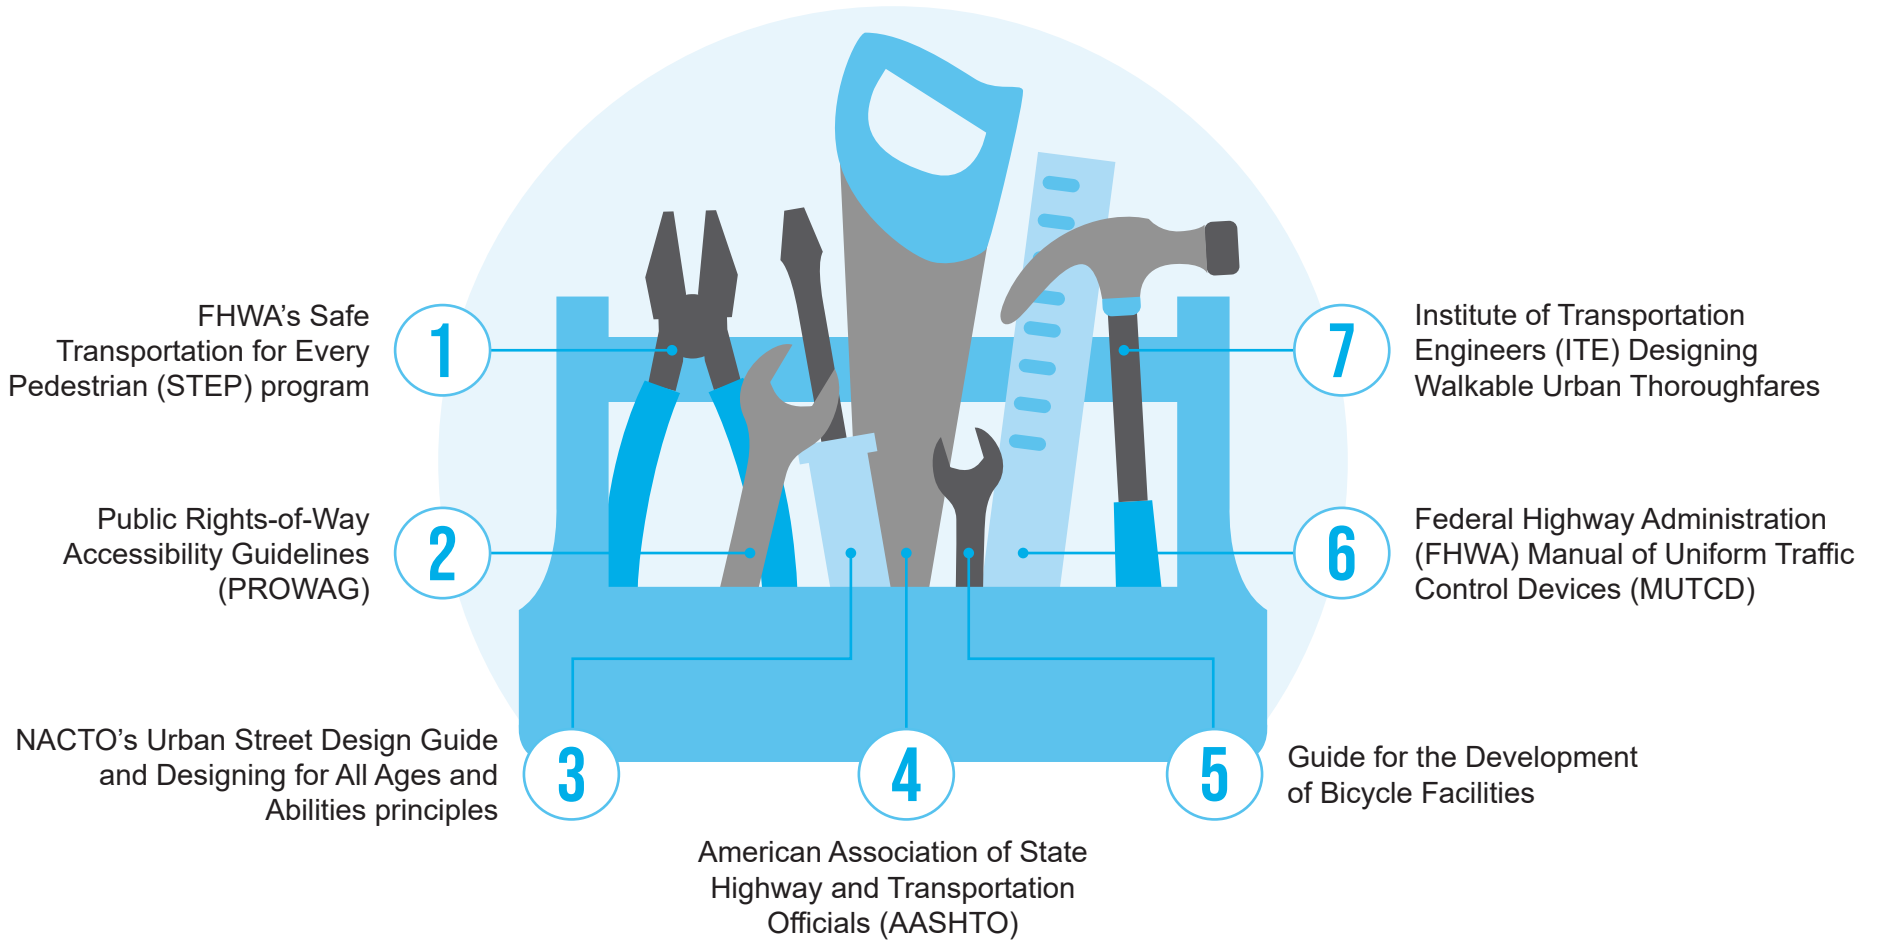 1
FHWA’s Safe
Transportation for Every
Pedestrian (STEP) program
2
Public Rights-of-Way
Accessibility Guidelines
(PROWAG)
3
NACTO’s Urban Street Design Guide
and Designing for All Ages and
Abilities principles
4
American Association of State
Highway and Transportation
Officials (AASHTO)
5
Guide for the Development
of Bicycle Facilities
6
Federal Highway Administration
(FHWA) Manual of Uniform Traffic
Control Devices (MUTCD)
7
Institute of Transportation
Engineers (ITE) Designing
Walkable Urban Thoroughfares